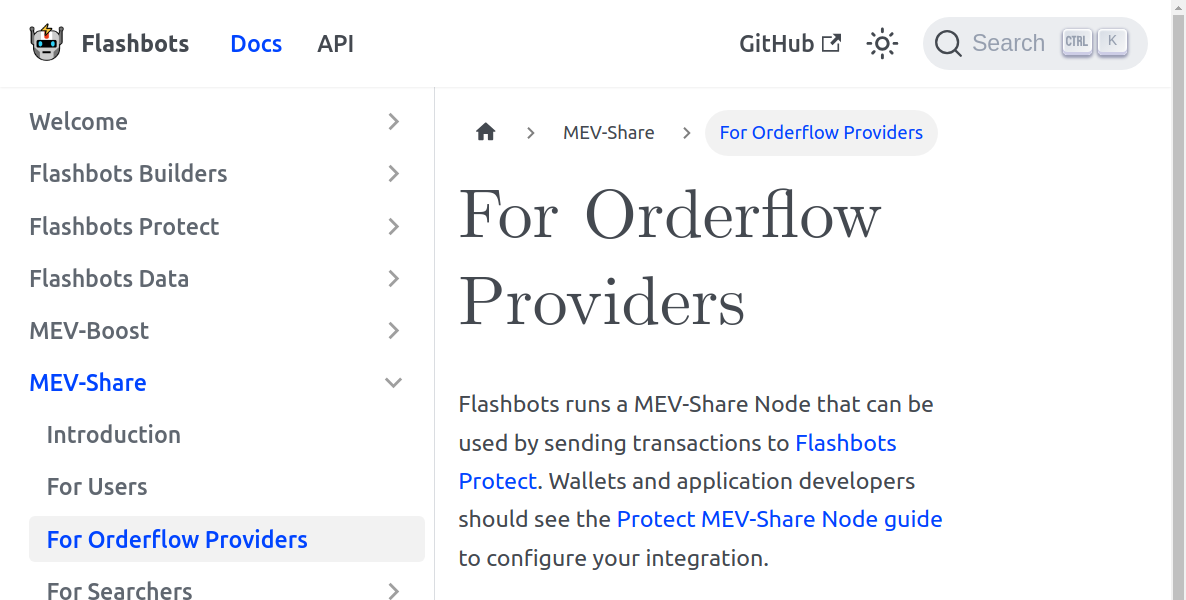 Flashbots Docs API GitHub Search CTRL K
Welcome
Flashbots Builders
Flashbots Protect
Flashbots Data
MEV-Boost
MEV-Share
Introduction
For Users
For Orderflow Providers
For Searchers
MEV-Share For Orderflow Providers
For Orderflow
Providers
Flashbots runs a MEV-Share Node that can be
used by sending transactions to Flashbots
Protect. Wallets and application developers
should see the Protect MEV-Share Node guide
to configure your integration.